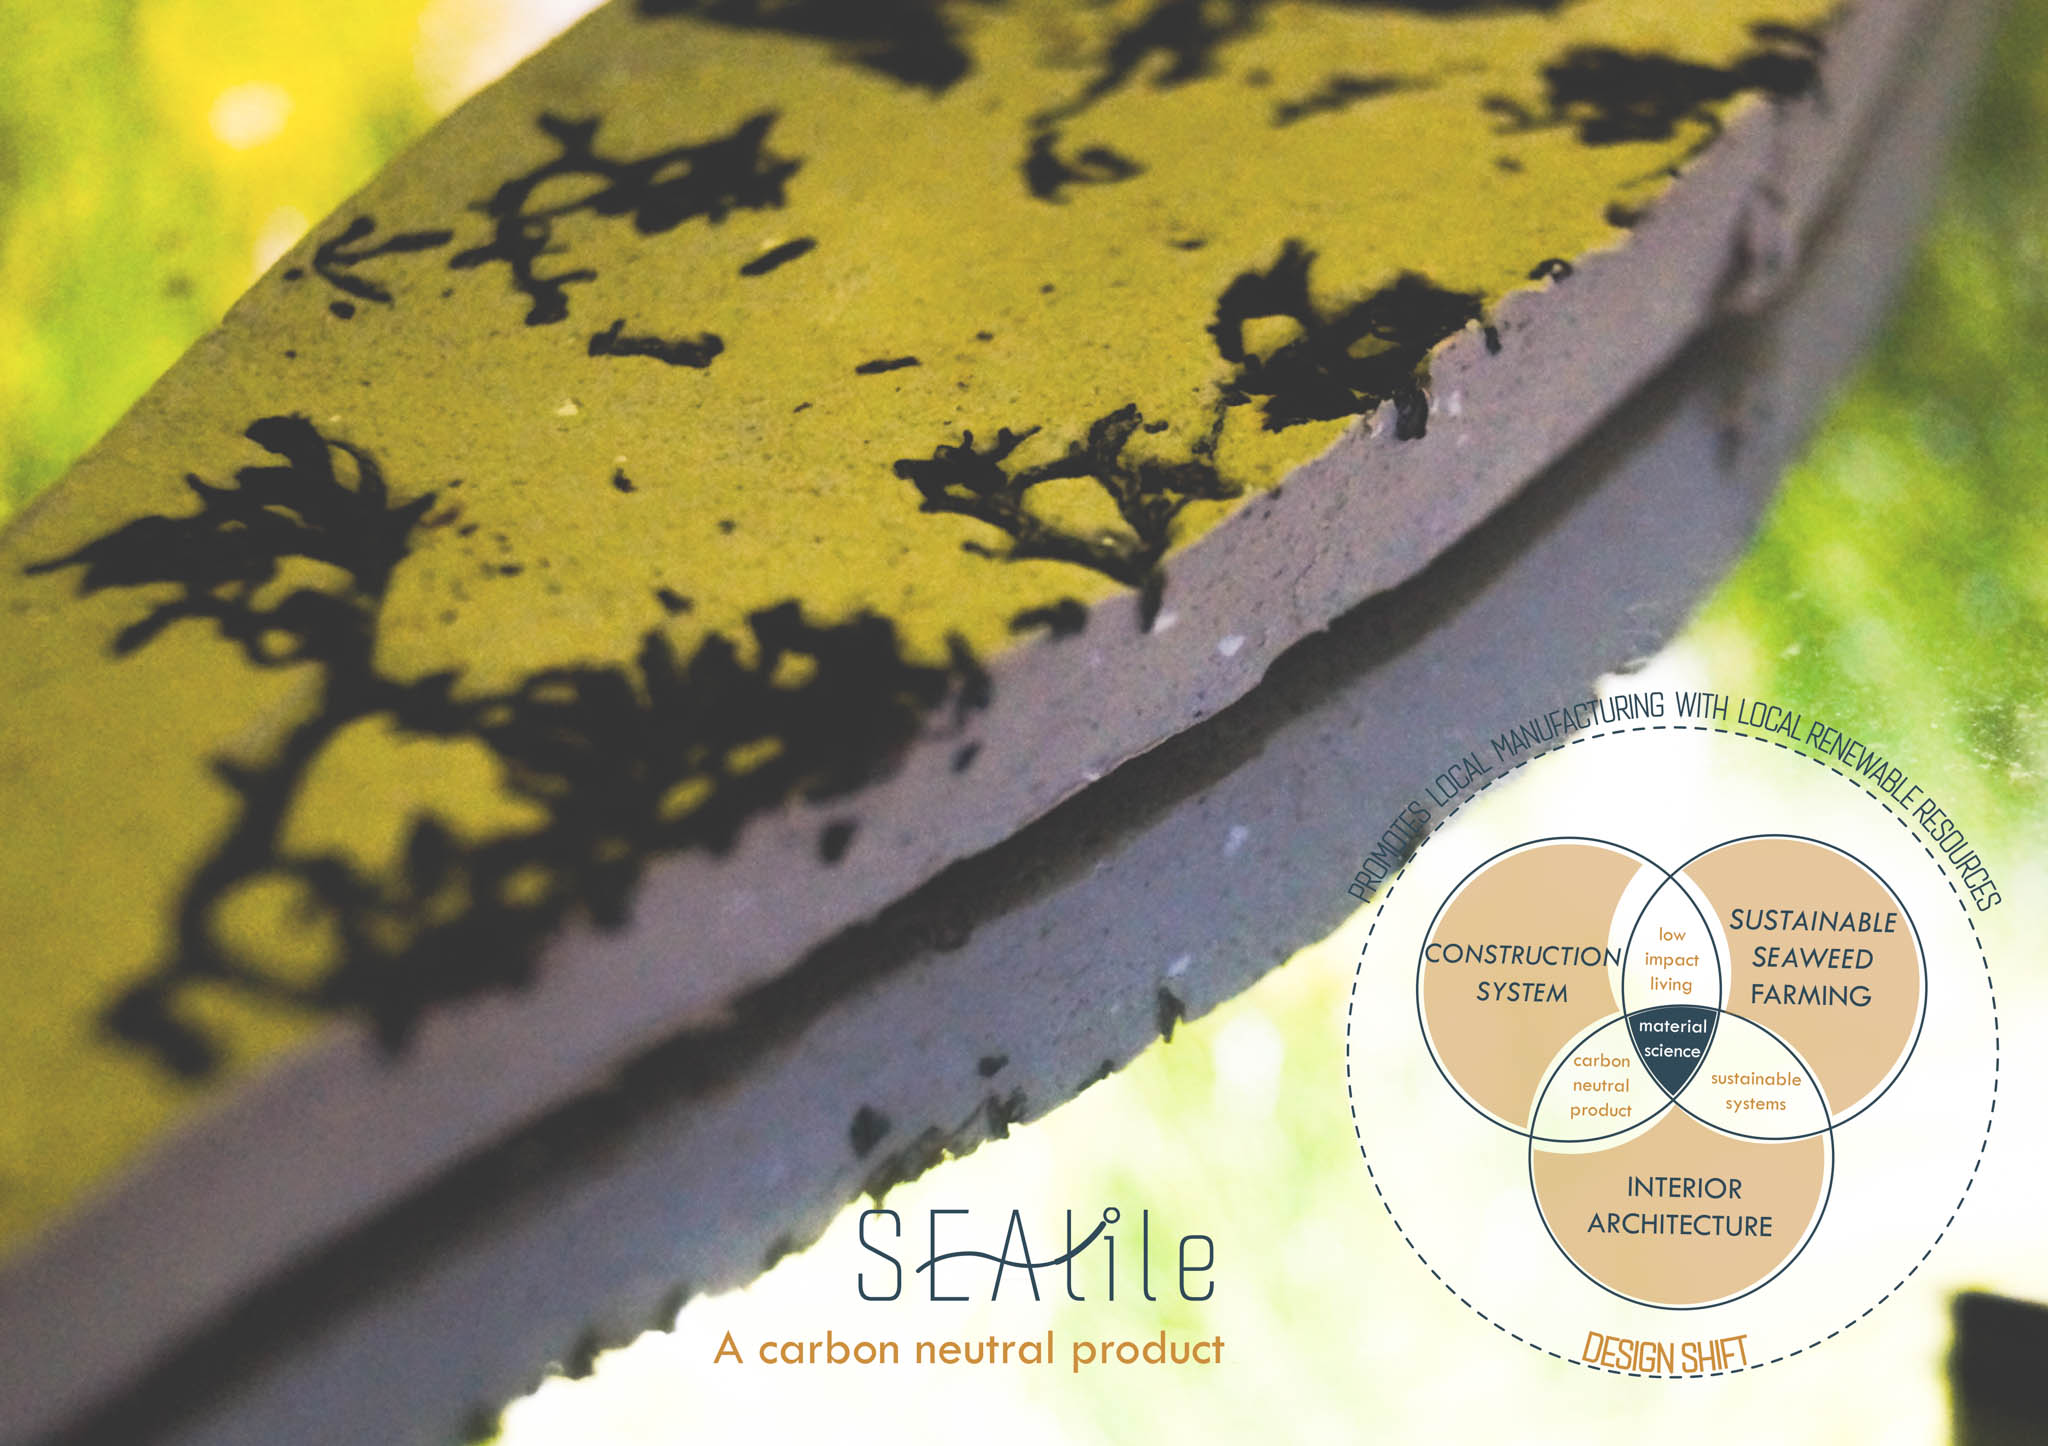 PROMOTES LOCAL MANUFACTURING WITH LOCAL RENEWABLE RESOURCES
CONSTRUCTION
SYSTEM
low
impact
living
SUSTAINABLE
SEAWEED
FARMING
material
science
carbon
neutral
product
sustainable
systems
INTERIOR
ARCHITECTURE
DESIGN SHIFT
SEAtile
A carbon neutral product